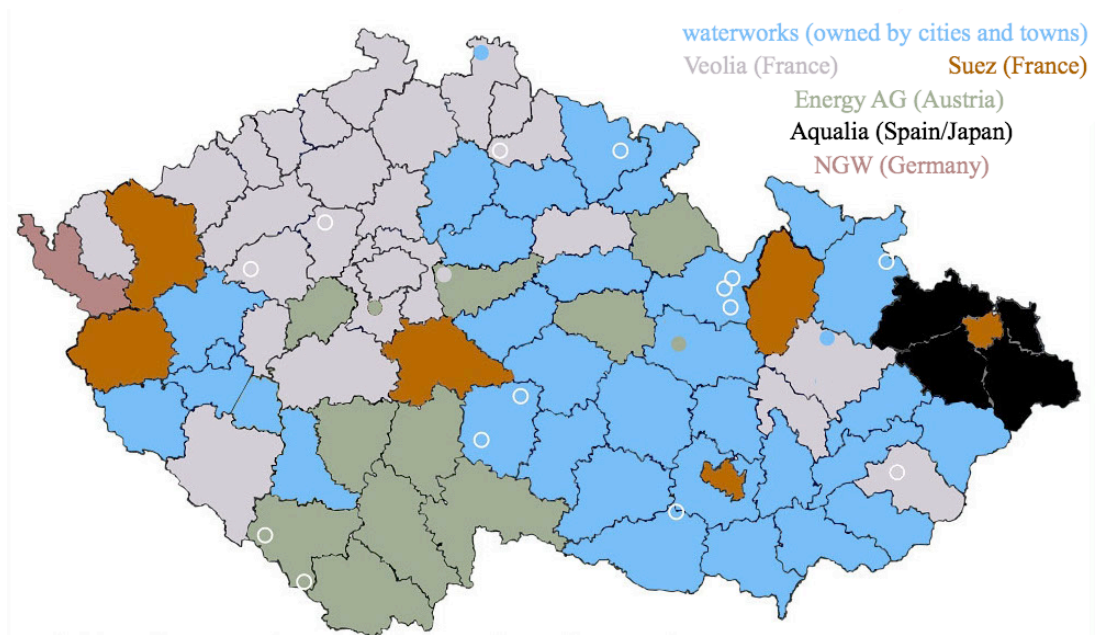 waterworks (owned by cities and towns)
Veolia (France) Suez (France)
Energy AG (Austria)
Aqualia (Spain/Japan)
NGW (Germany)